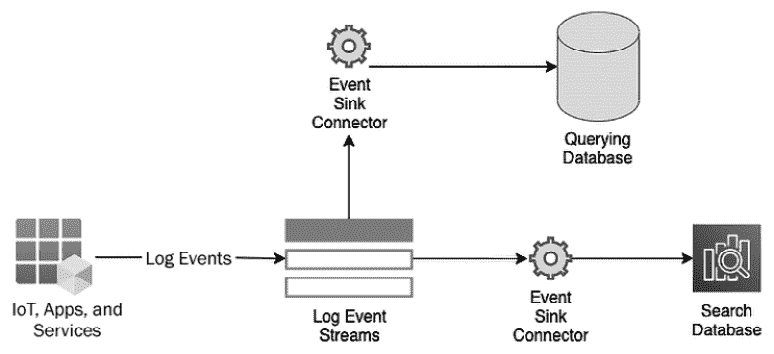 Event
Sink
Connector
Querying
Database
Log Events
IoT, Apps, and
Services
Log Event
Streams
Event
Sink
Connector
Search
Database